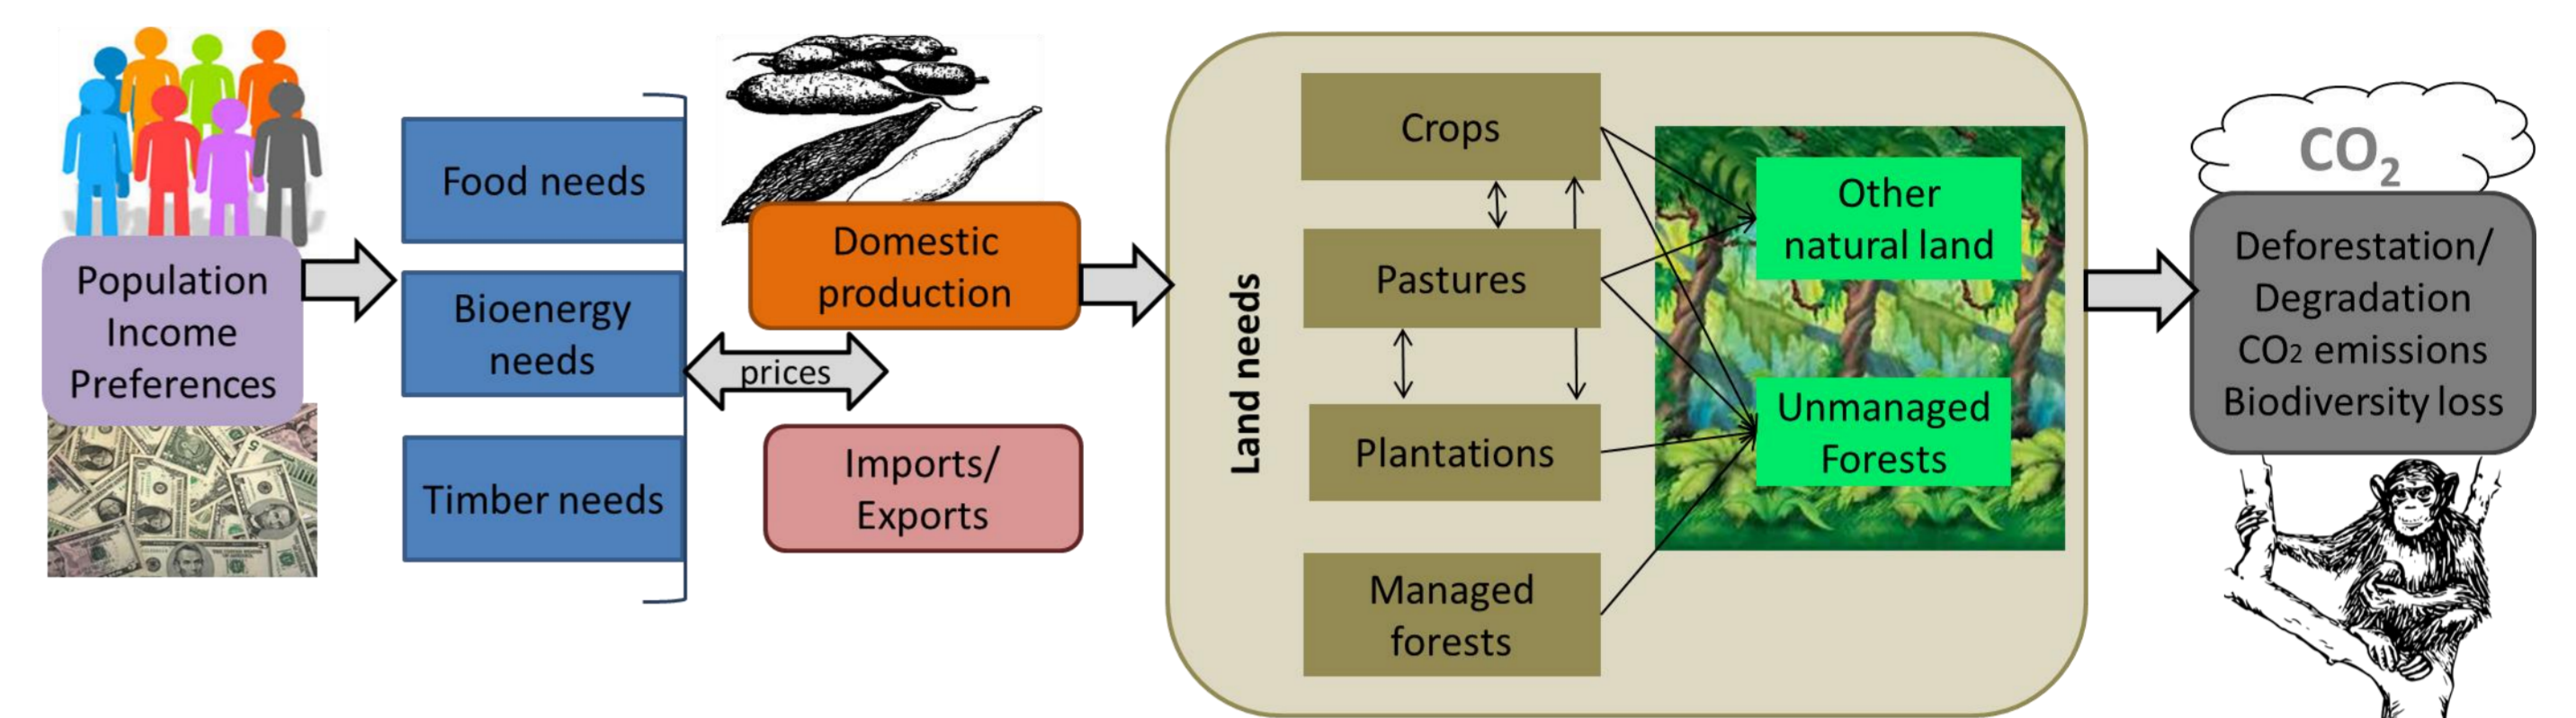 Population
Income
Preferences
Food needs
Bioenergy
needs
Timber needs
prices
Domestic
production
Imports/
Exports
Land needs
Crops
Pastures
Plantations
Managed
forests
Other
natural land
Unmanaged
Forests
CO₂
Deforestation/
Degradation
CO2 emissions
Biodiversity loss